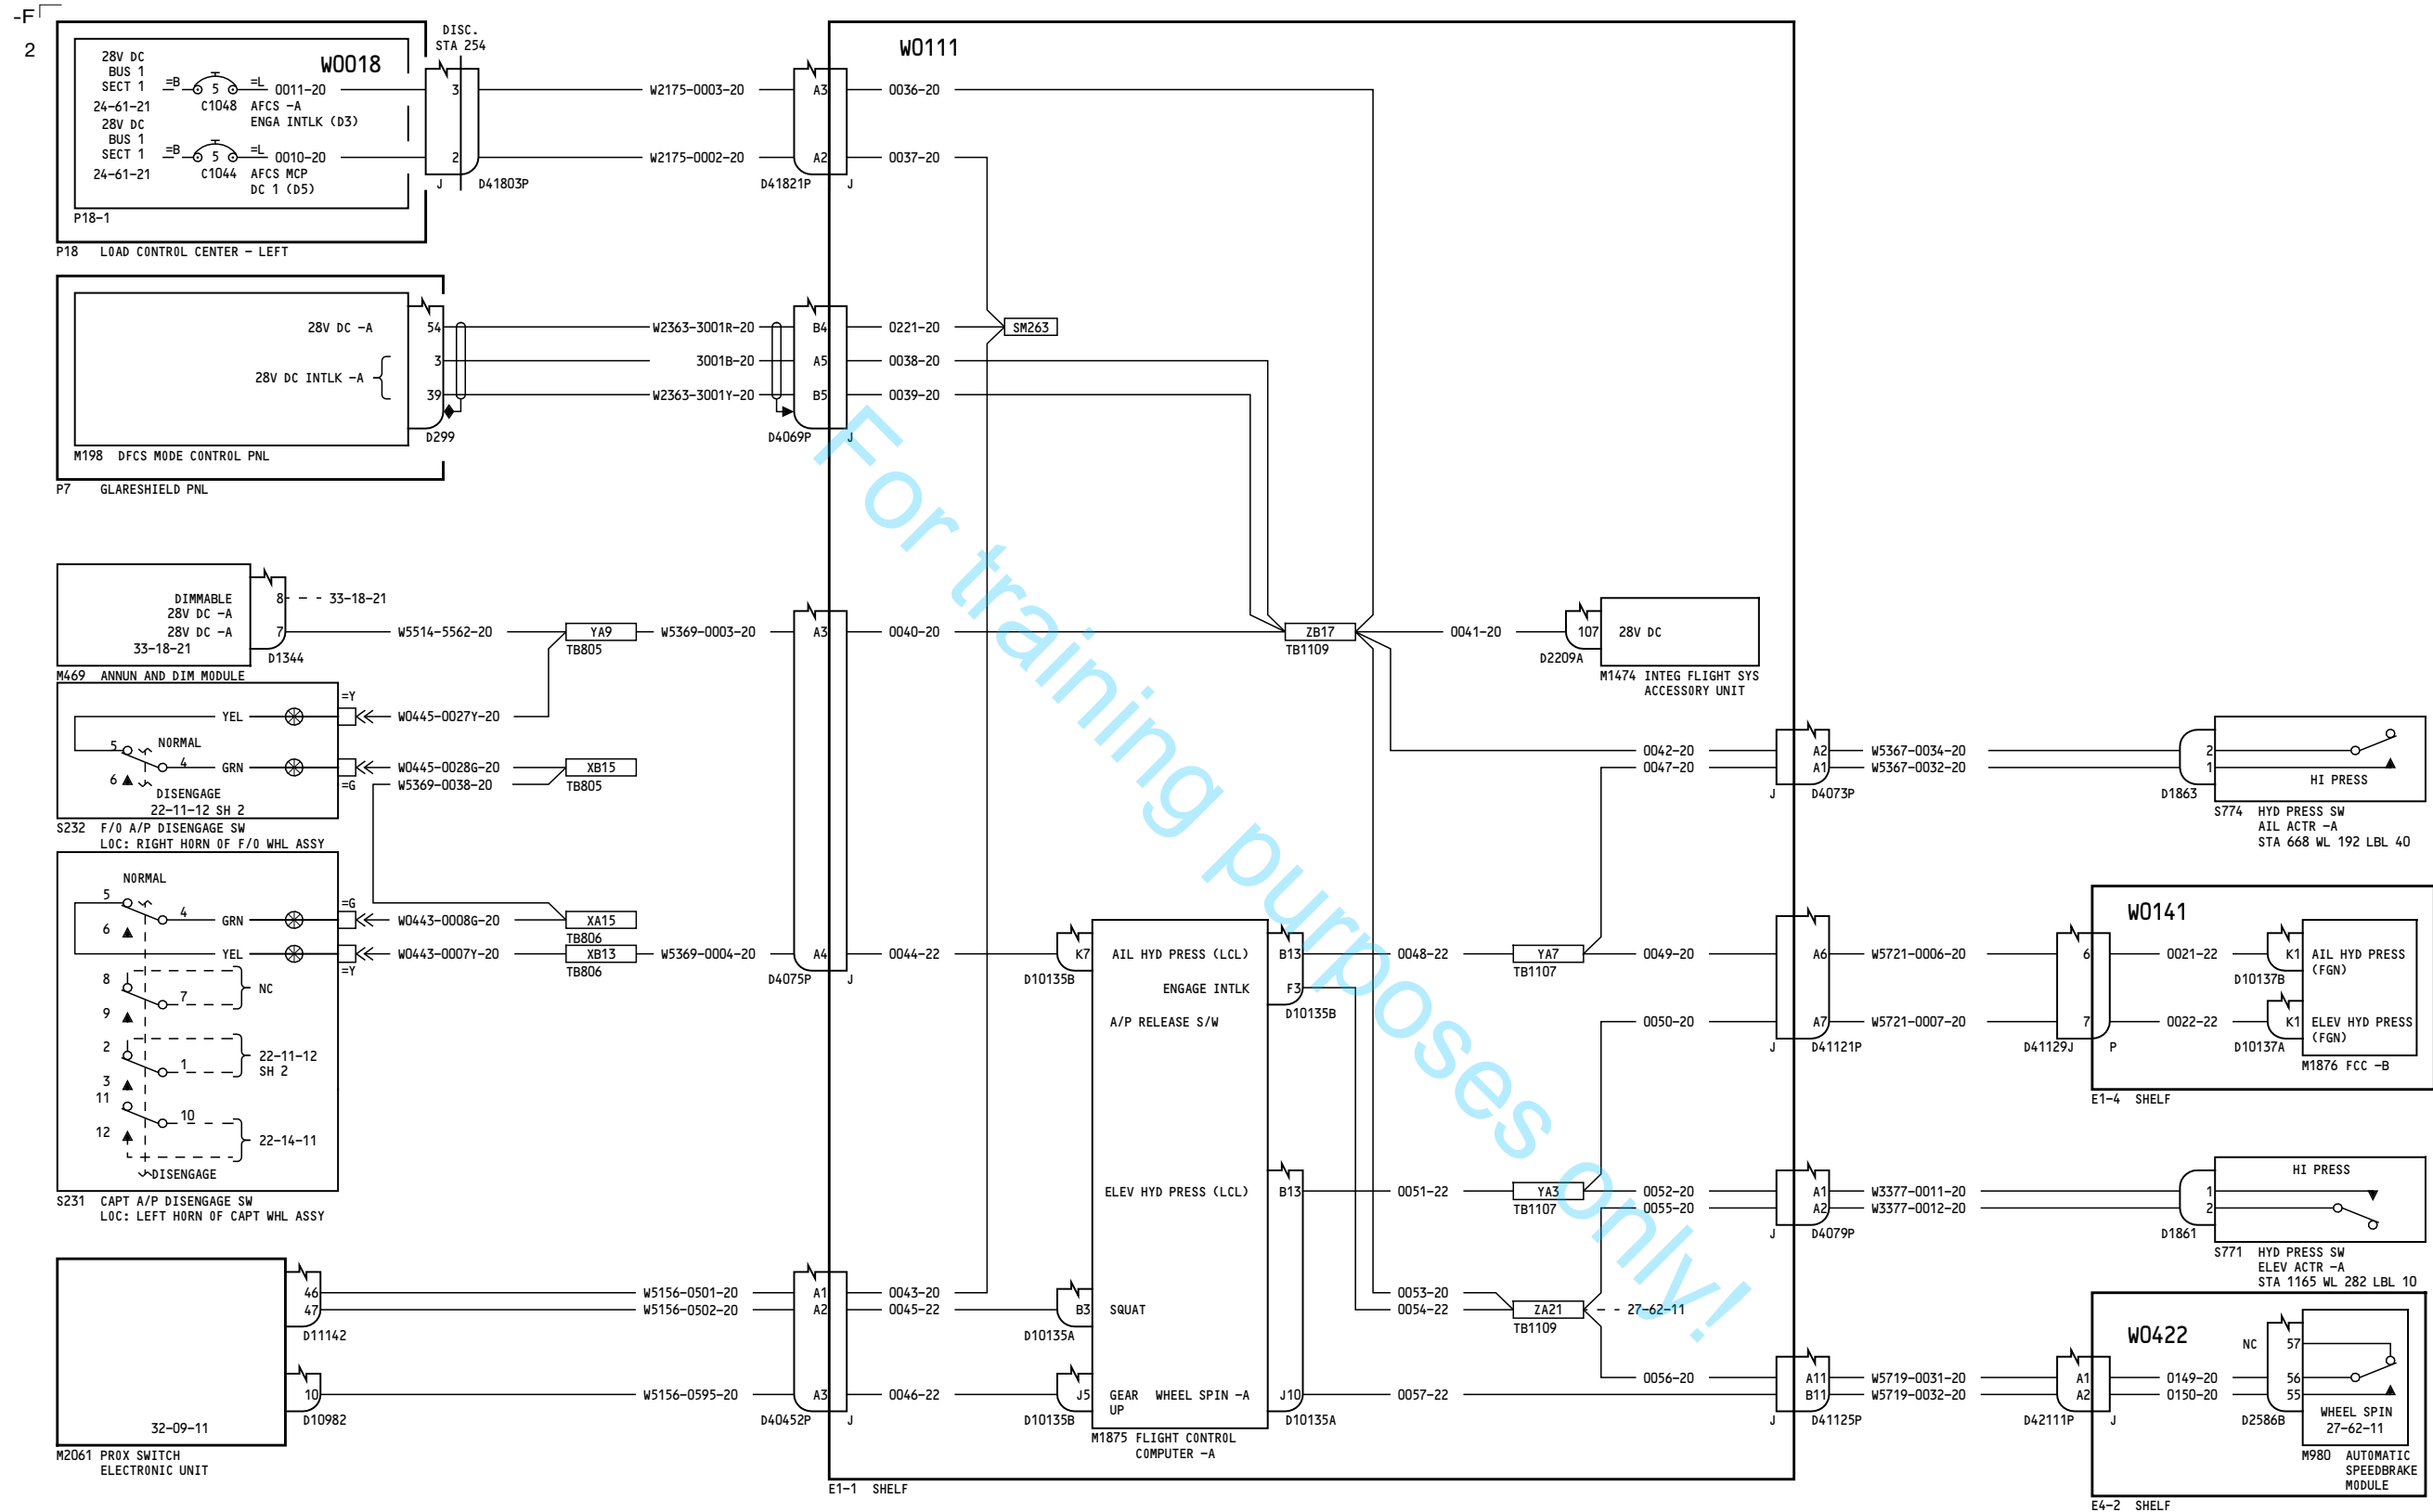 -F
2
28V DC
BUS 1
SECT 1
24-61-21
=B
5
C1048
=L
0011-20
AFCS -A
ENGA INTLK (D3)
28V DC
BUS 1
SECT 1
24-61-21
=B
5
C1044
=L
0010-20
AFCS MCP
DC 1 (D5)
W0018
P18-1
P18 LOAD CONTROL CENTER - LEFT
DISC.
STA 254
3
2
J
D41803P
W2175-0003-20
W2175-0002-20
A3
A2
D41821P
J
W0111
0036-20
0037-20
28V DC -A
28V DC INTLK -A
54
3
39
D299
M198 DFCS MODE CONTROL PNL
P7 GLARESHIELD PNL
W2363-3001R-20
3001B-20
W2363-3001Y-20
B4
A5
B5
D4069P
J
0221-20
0038-20
0039-20
SM263
DIMMABLE
28V DC -A
28V DC -A
33-18-21
8
33-18-21
7
D1344
M469 ANNUN AND DIM MODULE
W5514-5562-20
YA9
TB805
W5369-0003-20
A3
0040-20
ZB17
TB1109
0041-20
107
28V DC
D2209A
M1474 INTEG FLIGHT SYS
ACCESSORY UNIT
YEL
=Y
W0445-0027Y-20
5
NORMAL
4
GRN
6
DISENGAGE
22-11-12 SH 2
=G
W0445-0028G-20
W5369-0038-20
XB15
TB805
S232 F/O A/P DISENGAGE SW
LOC: RIGHT HORN OF F/O WHL ASSY
0042-20
0047-20
A2
A1
J
D4073P
W5367-0034-20
W5367-0032-20
2
1
D1863
HI PRESS
S774 HYD PRESS SW
AIL ACTR -A
STA 668 WL 192 LBL 40
NORMAL
5
4
GRN
6
YEL
=G
=Y
W0443-0008G-20
W0443-0007Y-20
XA15
TB806
XB13
TB806
W5369-0004-20
A4
D4075P
J
0044-22
8
7
9
NC
2
1
3
22-11-12
SH 2
11
10
12
22-14-11
DISENGAGE
S231 CAPT A/P DISENGAGE SW
LOC: LEFT HORN OF CAPT WHL ASSY
K7
D10135B
AIL HYD PRESS (LCL)
B13
ENGAGE INTLK
F3
D10135B
A/P RELEASE S/W
0048-22
YA7
TB1107
0049-20
0050-20
A6
A7
J
D41121P
W5721-0006-20
W5721-0007-20
6
7
D41129J
P
W0141
0021-22
0022-22
K1
D10137B
K1
D10137A
AIL HYD PRESS
(FGN)
ELEV HYD PRESS
(FGN)
M1876 FCC -B
E1-4 SHELF
ELEV HYD PRESS (LCL)
B13
0051-22
YA3
TB1107
0052-20
0055-20
A1
A2
J
D4079P
W3377-0011-20
W3377-0012-20
1
2
D1861
HI PRESS
S771 HYD PRESS SW
ELEV ACTR -A
STA 1165 WL 282 LBL 10
46
47
D11142
10
D10982
32-09-11
M2061 PROX SWITCH
ELECTRONIC UNIT
W5156-0501-20
W5156-0502-20
W5156-0595-20
A1
A2
A3
D40452P
J
0043-20
0045-22
0046-22
B3
D10135A
SQUAT
J5
D10135B
GEAR
UP
WHEEL SPIN -A
J10
D10135A
M1875 FLIGHT CONTROL
COMPUTER -A
0053-20
0054-22
ZA21
TB1109
27-62-11
0056-20
0057-22
A11
B11
J
D41125P
W5719-0031-20
W5719-0032-20
A1
A2
D42111P
J
W0422
0149-20
0150-20
NC
57
56
55
D2586B
WHEEL SPIN
27-62-11
M980 AUTOMATIC
SPEEDBRAKE
MODULE
E4-2 SHELF
E1-1 SHELF
For training purposes only!